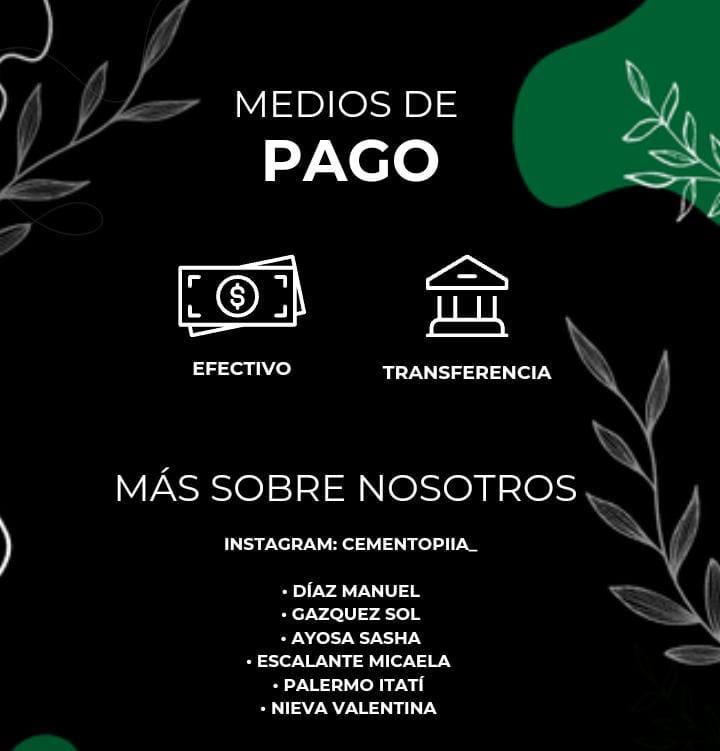 MEDIOS DE
PAGO
EFECTIVO
TRANSFERENCIA
MÁS SOBRE NOSOTROS
INSTAGRAM: CEMENTOPIIA_
• DÍAZ MANUEL
• GAZQUEZ SOL
• AYOSA SASHA
• ESCALANTE MICAELA
• PALERMO ITATÍ
• NIEVA VALENTINA